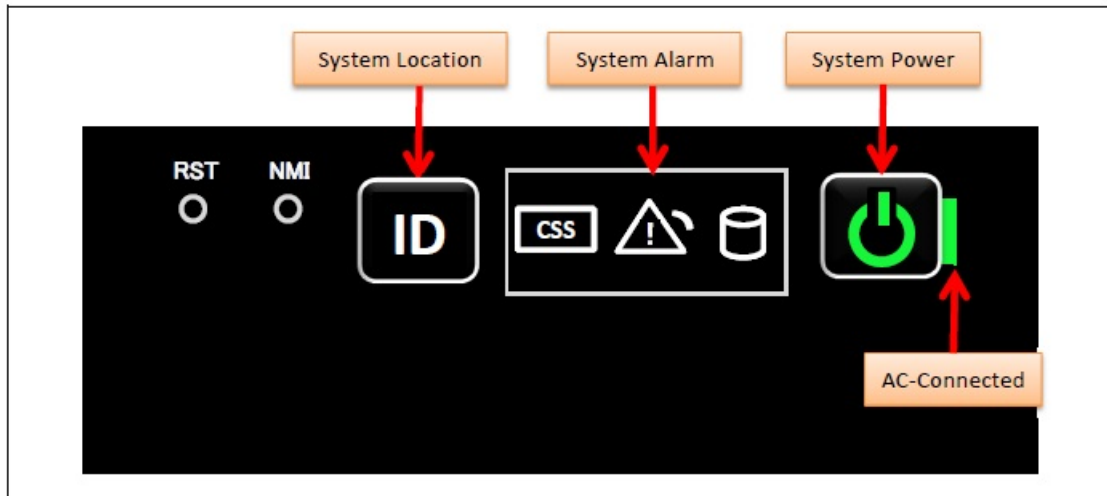 System Location
System Alarm
System Power
RST
NMI
ID
CSS
!
AC-Connected